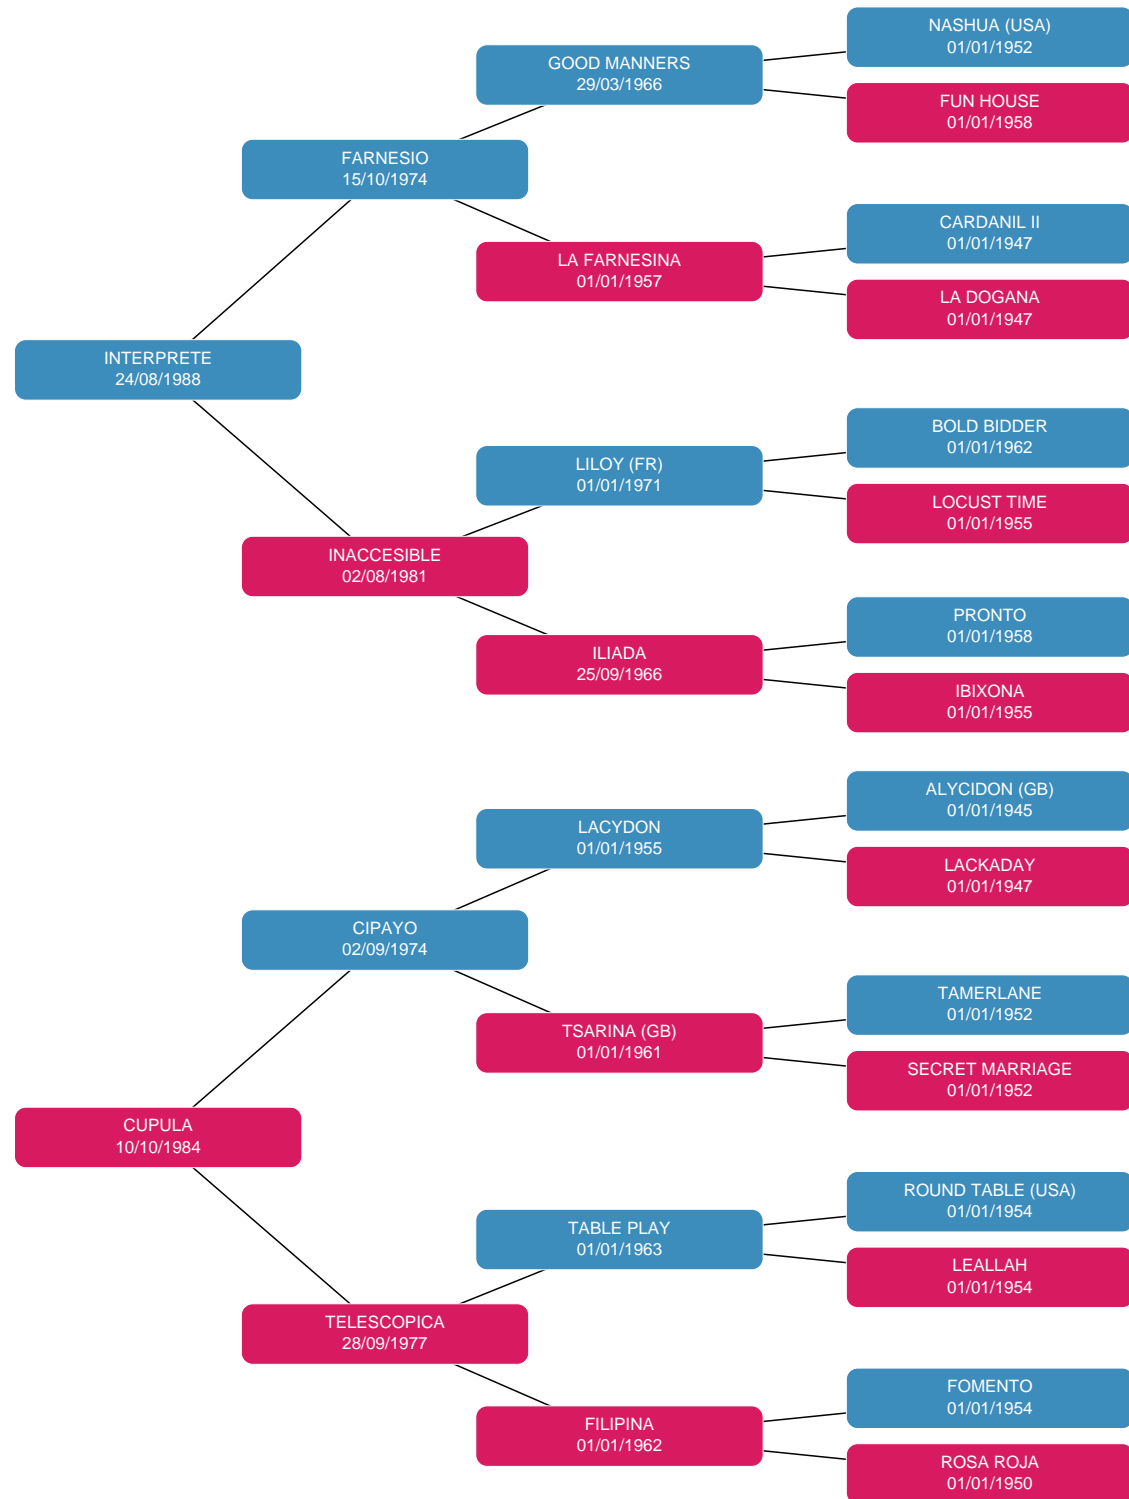 NASHUA (USA)
01/01/1952
GOOD MANNERS
29/03/1966
FUN HOUSE
01/01/1958
FARNESIO
15/10/1974
CARDANIL II
01/01/1947
LA FARNESINA
01/01/1957
LA DOGANA
01/01/1947
INTERPRETE
24/08/1988
BOLD BIDDER
01/01/1962
LILOY (FR)
01/01/1971
LOCUST TIME
01/01/1955
INACCESIBLE
02/08/1981
PRONTO
01/01/1958
ILIADA
25/09/1966
IBIXONA
01/01/1955
ALYCIDON (GB)
01/01/1945
LACYDON
01/01/1955
LACKADAY
01/01/1947
CIPAYO
02/09/1974
TAMERLANE
01/01/1952
TSARINA (GB)
01/01/1961
SECRET MARRIAGE
01/01/1952
CUPULA
10/10/1984
ROUND TABLE (USA)
01/01/1954
TABLE PLAY
01/01/1963
LEALLAH
01/01/1954
TELESCOPICA
28/09/1977
FOMENTO
01/01/1954
FILIPINA
01/01/1962
ROSA ROJA
01/01/1950